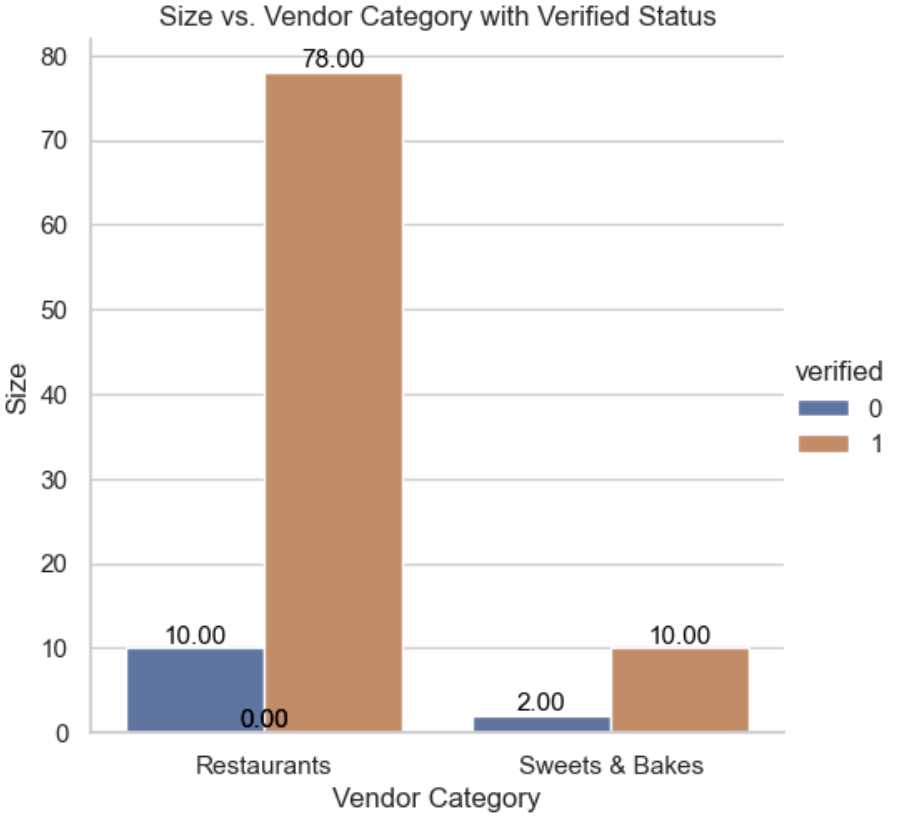 Size vs. Vendor Category with Verified Status
80
70
60
50
40
30
20
10
0
Size
78.00
10.00
0.00
2.00
10.00
Restaurants
Sweets & Bakes
Vendor Category
verified
0
1